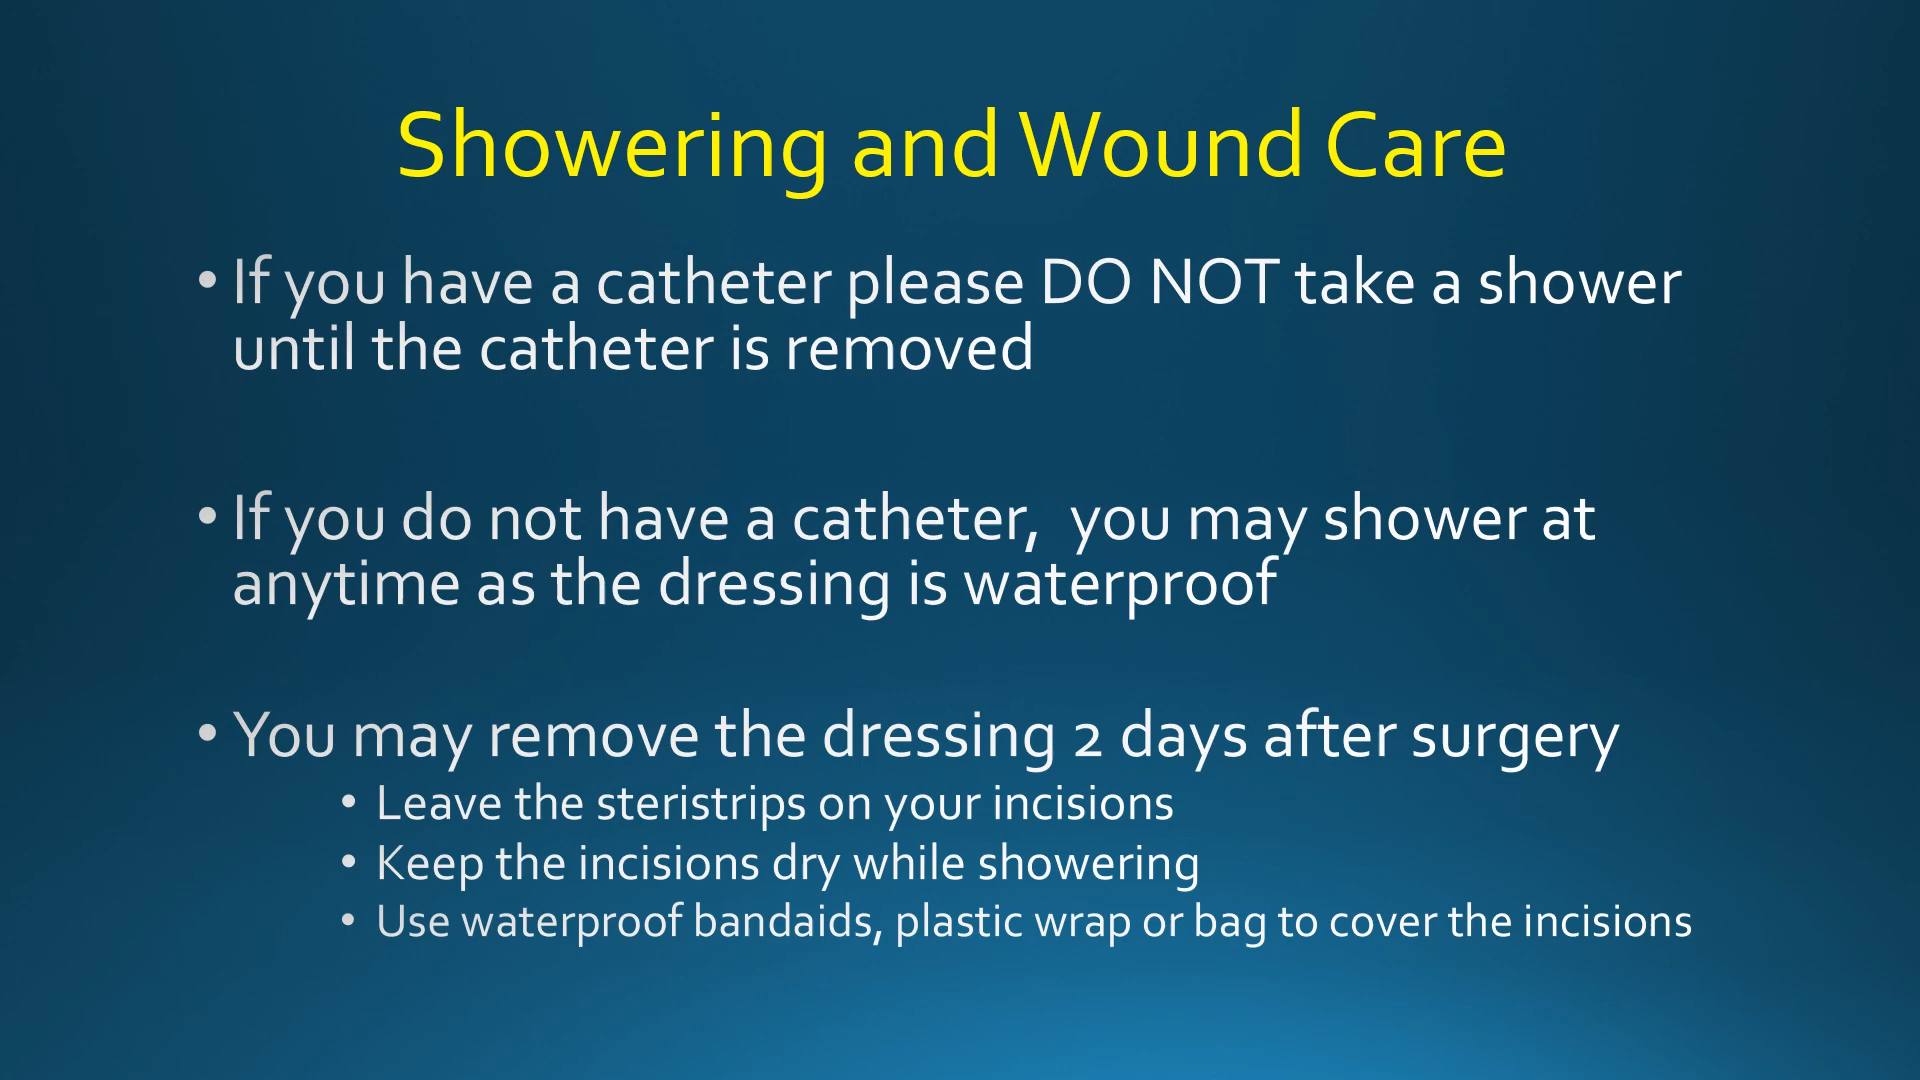 Showering and Wound Care
• If you have a catheter please DO NOT take a shower
until the catheter is removed
• If you do not have a catheter,  you may shower at
anytime as the dressing is waterproof
• You may remove the dressing 2 days after surgery
• Leave the steristrips on your incisions
• Keep the incisions dry while showering
• Use waterproof bandaids, plastic wrap or bag to cover the incisions